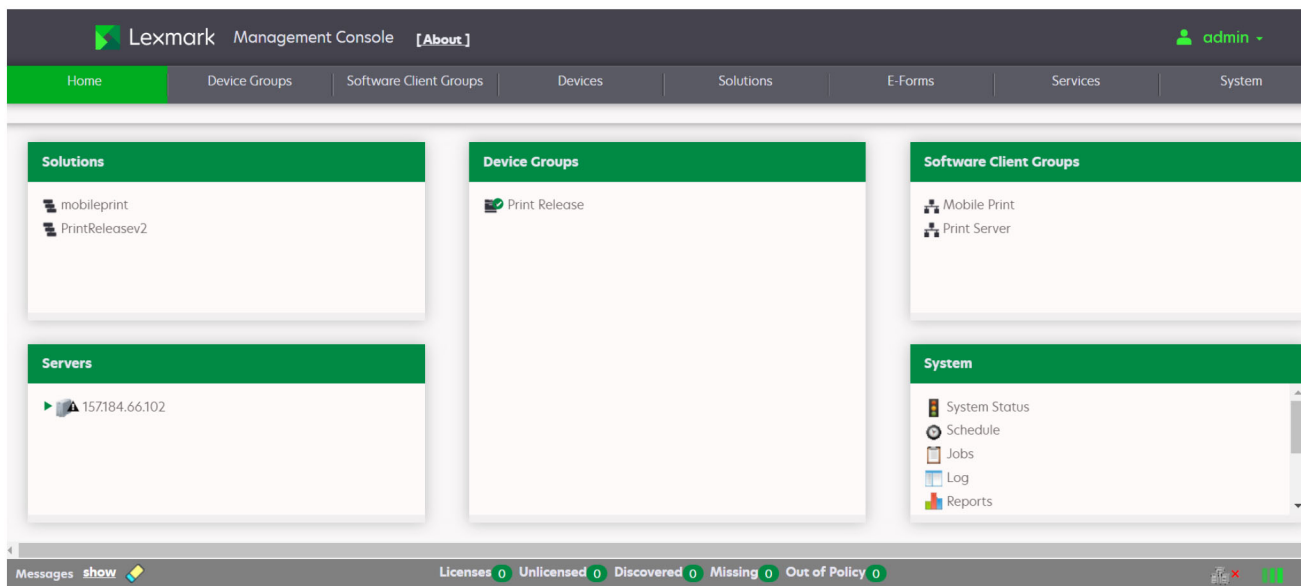 Lexmark Management Console [About]
admin
Home Device Groups Software Client Groups Devices Solutions E-Forms Services System
Solutions
mobileprint
PrintReleasev2
Device Groups
Print Release
Software Client Groups
Mobile Print
Print Server
Servers
157.184.66.102
System
System Status
Schedule
Jobs
Log
Reports
Messages show Licenses 0 Unlicensed 0 Discovered 0 Missing 0 Out of Policy 0